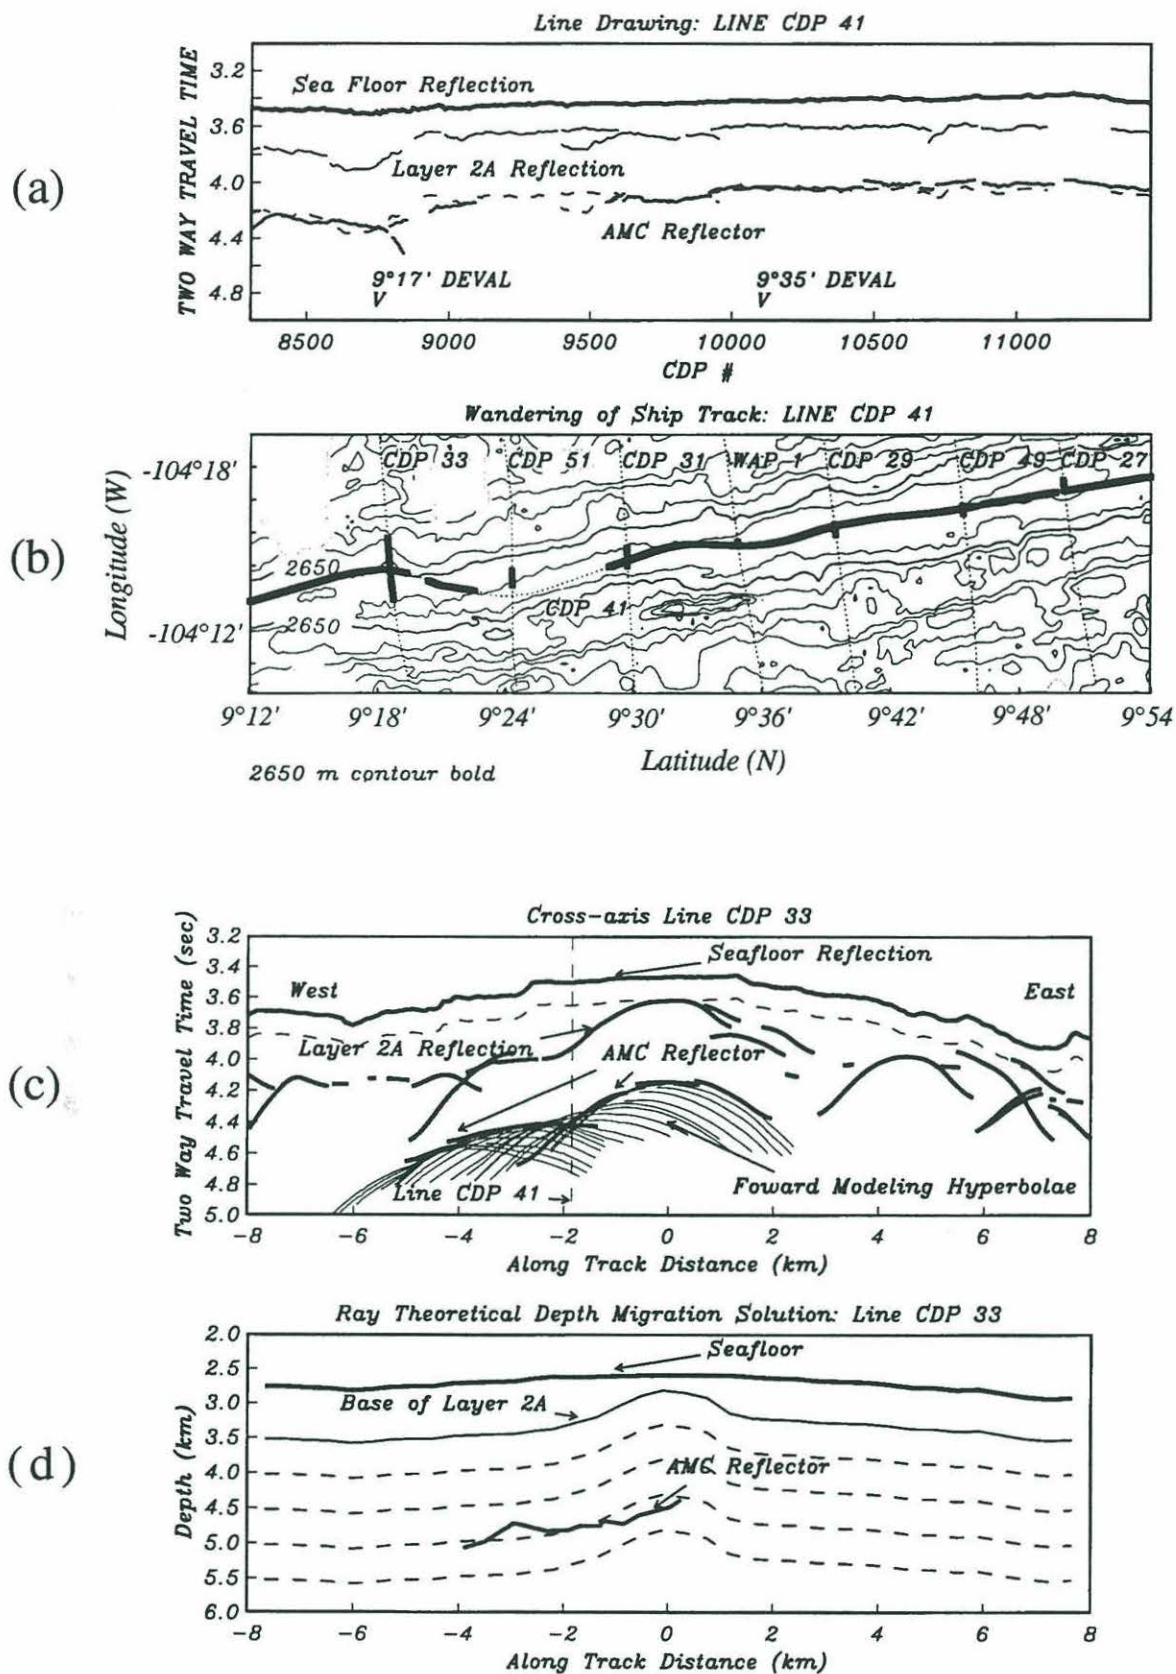 Line Drawing: LINE CDP 41
(a)
TWO WAY TRAVEL TIME
3.2
3.6
4.0
4.4
4.8
Sea Floor Reflection
Layer 2A Reflection
AMC Reflector
9°17' DEVAL
V
9°35' DEVAL
V
8500 9000 9500 10000 10500 11000
CDP #
Wandering of Ship Track: LINE CDP 41
(b)
Longitude (W)
-104°18'
-104°12'
CDP 33 CDP 51 CDP 31 WAP 1 CDP 29 CDP 49 CDP 27
2650
CDP 41
2650
9°12' 9°18' 9°24' 9°30' 9°36' 9°42' 9°48' 9°54'
Latitude (N)
2650 m contour bold
Cross-axis Line CDP 33
(c)
Two Way Travel Time (sec)
3.2
3.4
3.6
3.8
4.0
4.2
4.4
4.6
4.8
5.0
Seafloor Reflection
West
East
Layer 2A Reflection
AMC Reflector
Line CDP 41
Foward Modeling Hyperbolae
-8 -6 -4 -2 0 2 4 6 8
Along Track Distance (km)
Ray Theoretical Depth Migration Solution: Line CDP 33
(d)
Depth (km)
2.0
2.5
3.0
3.5
4.0
4.5
5.0
5.5
6.0
Seafloor
Base of Layer 2A
AMC Reflector
-8 -6 -4 -2 0 2 4 6 8
Along Track Distance (km)